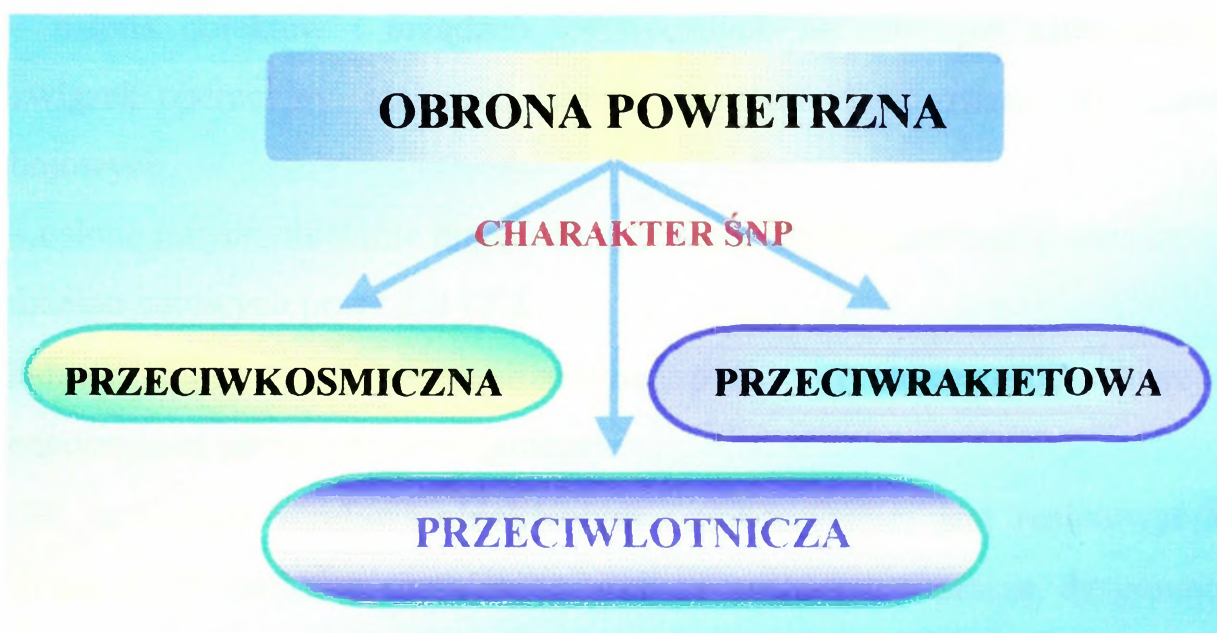 OBRONA POWIETRZNA
CHARAKTER ŚNP
PRZECIWKOSMICZNA
PRZECIWRAKIETOWA
PRZECIWLOTNICZA